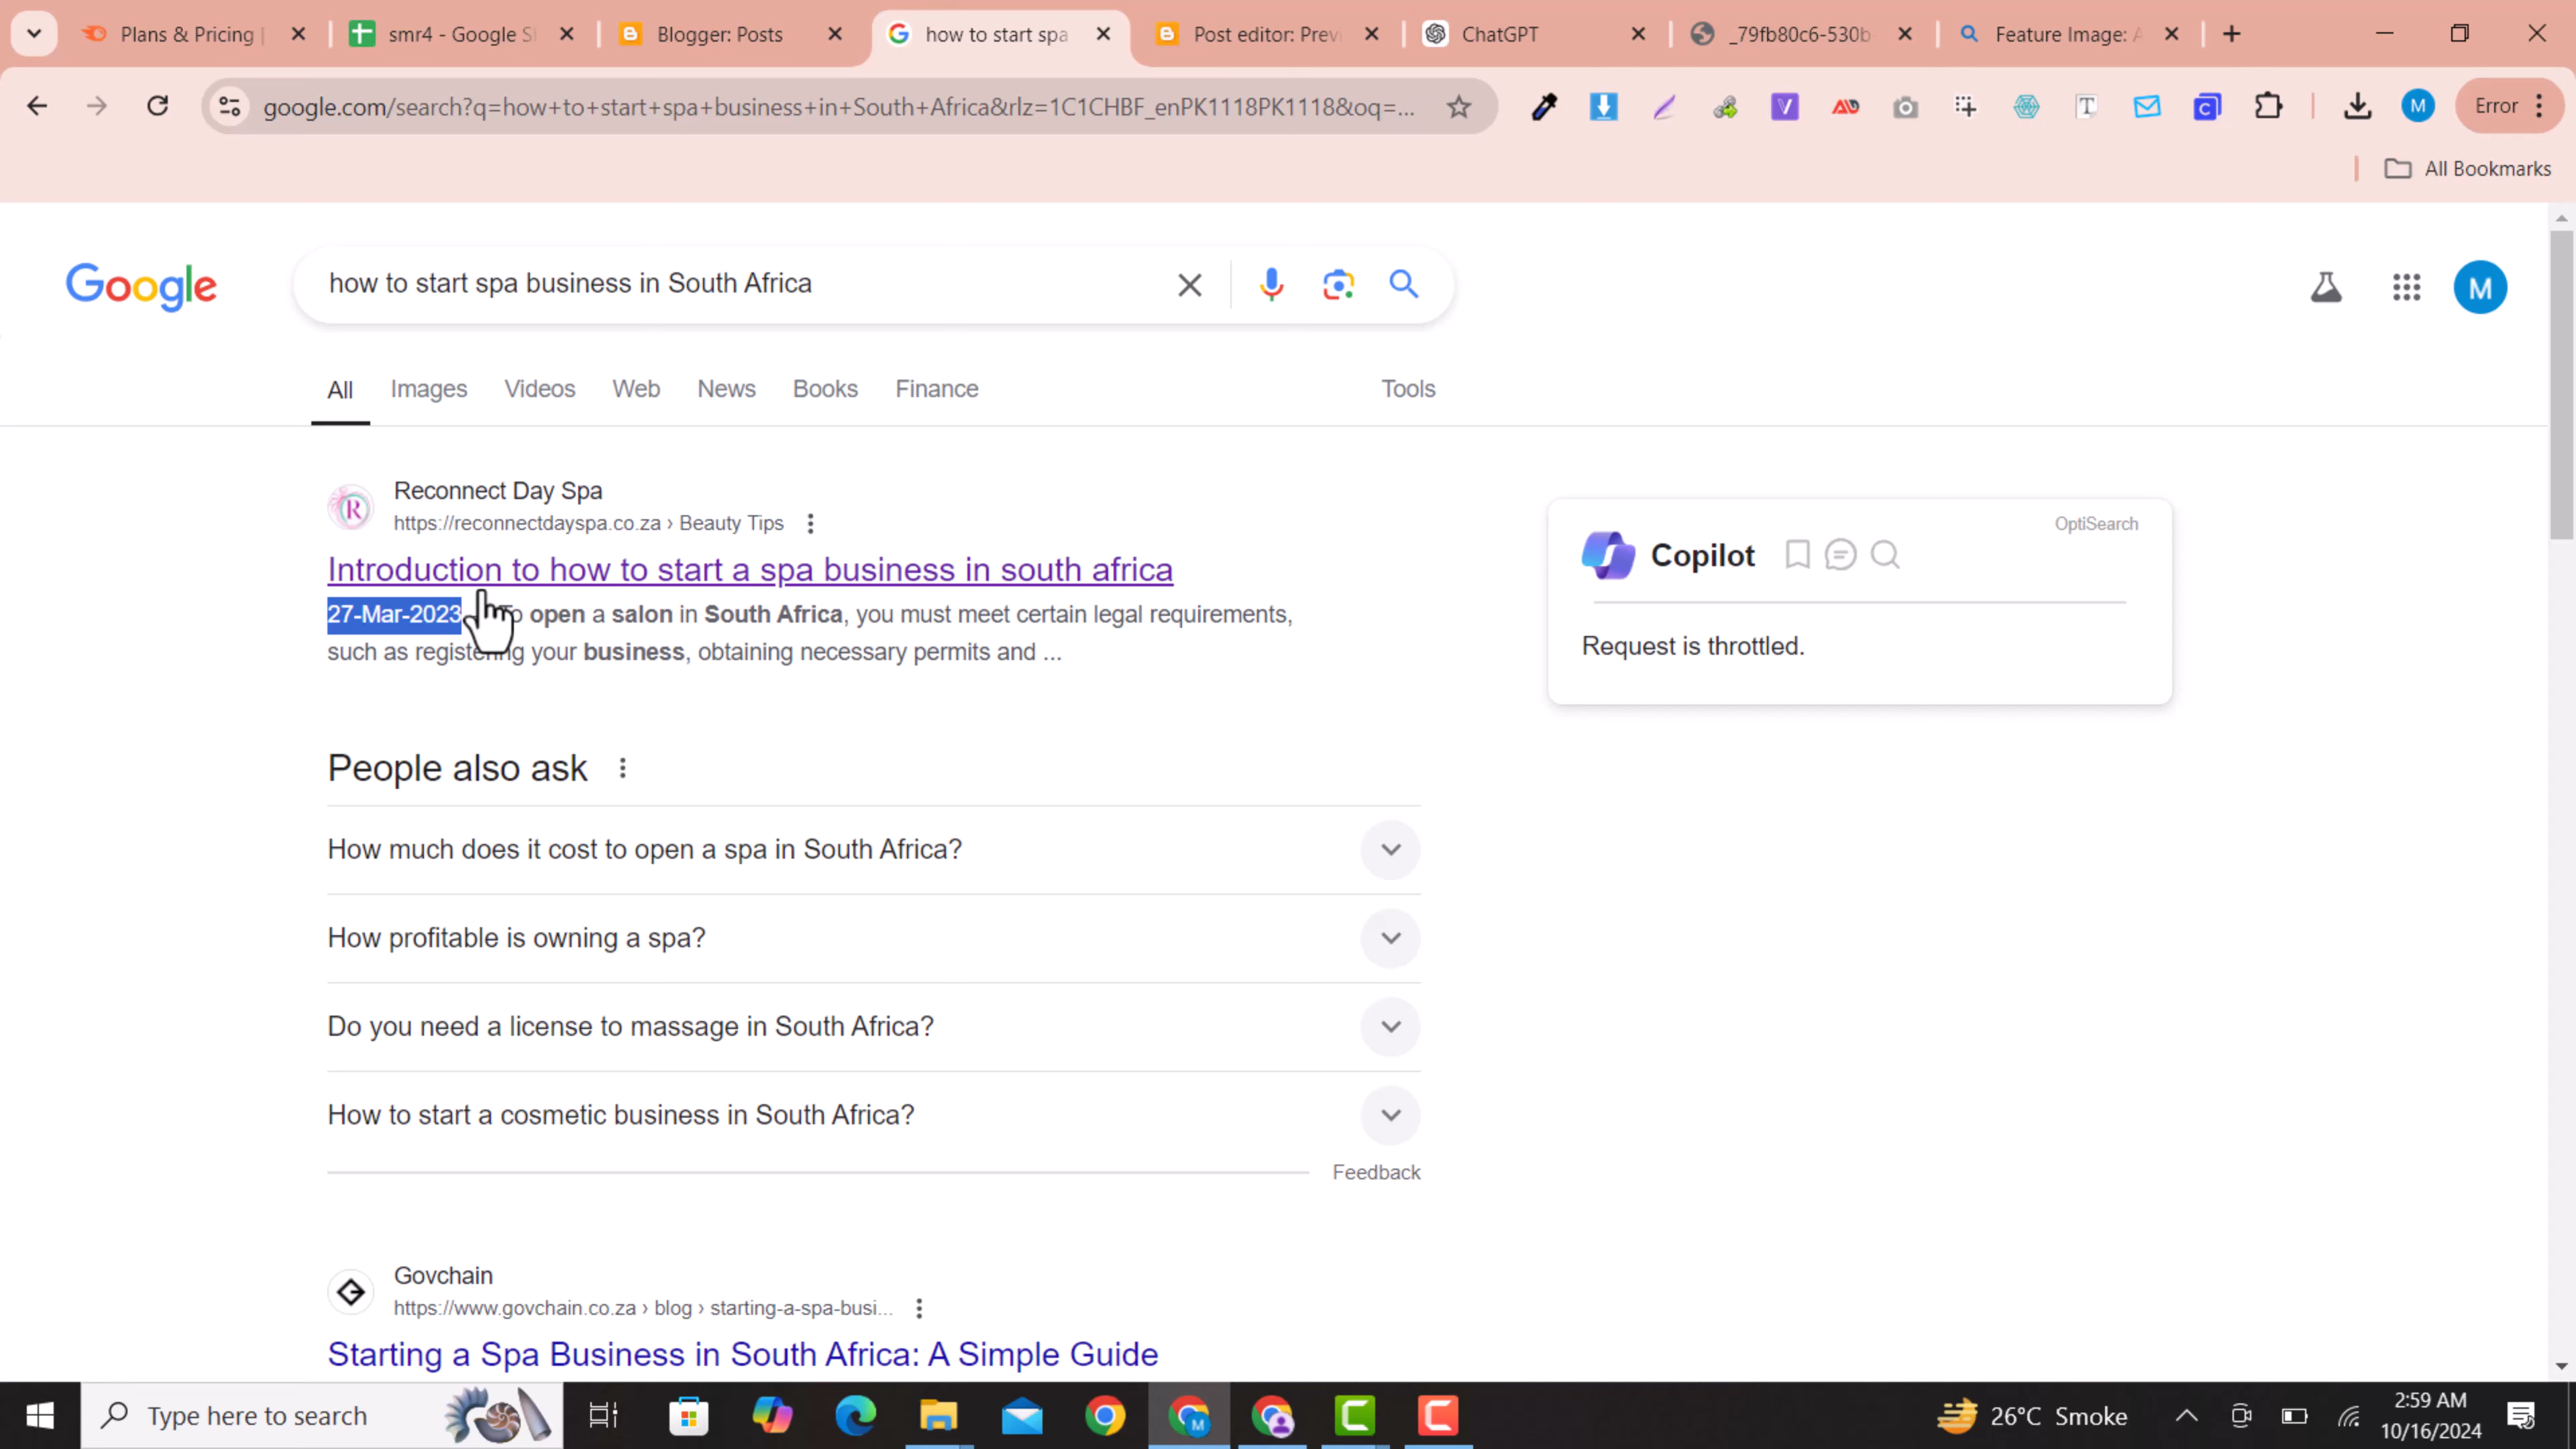 Plans & Pricing |
smr4 - Google Sh
Blogger: Posts
how to start spa
Post editor: Previ
ChatGPT
_79fb80c6-530b
Feature Image: A
google.com/search?q=how+to+start+spa+business+in+South+Africa&rlz=1C1CHBF_enPK1118PK1118&oq=...
M
Error
All Bookmarks
Google
how to start spa business in South Africa
M
All Images Videos Web News Books Finance Tools
Reconnect Day Spa
https://reconnectdayspa.co.za › Beauty Tips
Introduction to how to start a spa business in south africa
27-Mar-2023 open a salon in South Africa, you must meet certain legal requirements,
such as registering your business, obtaining necessary permits and ...
OptiSearch
Copilot
Request is throttled.
People also ask
How much does it cost to open a spa in South Africa?
How profitable is owning a spa?
Do you need a license to massage in South Africa?
How to start a cosmetic business in South Africa?
Feedback
Govchain
https://www.govchain.co.za › blog › starting-a-spa-busi...
Starting a Spa Business in South Africa: A Simple Guide
Type here to search
26°C Smoke
2:59 AM
10/16/2024